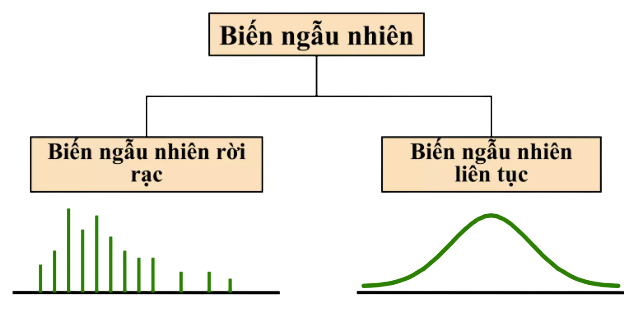 Biến ngẫu nhiên
Biến ngẫu nhiên rời
rạc
Biến ngẫu nhiên
liên tục